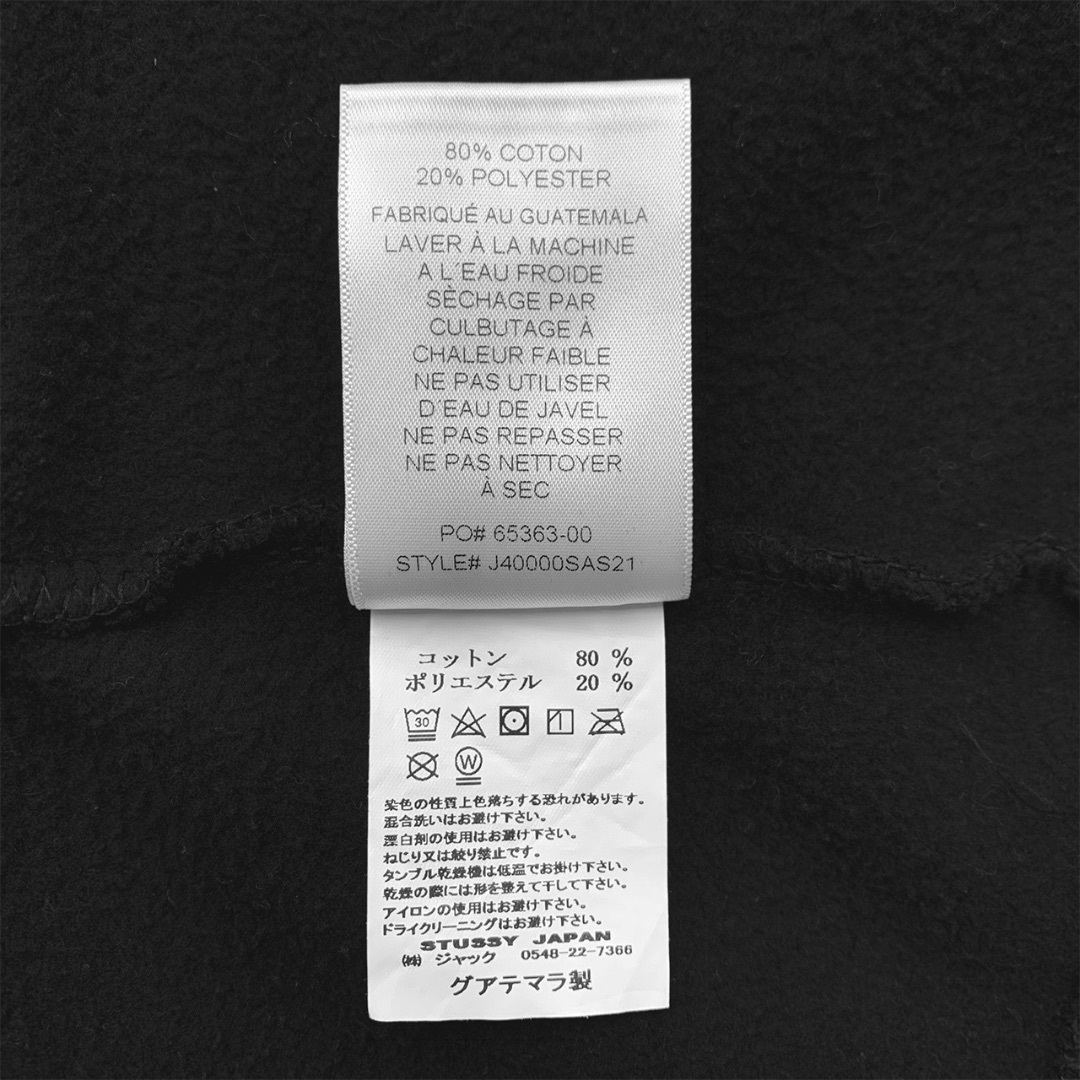 80% COTON
20% POLYESTER
FABRIQUÉ AU GUATEMALA
LAVER À LA MACHINE
A L'EAU FROIDE
SÈCHAGE PAR
CULBUTAGE À
CHALEUR FAIBLE
NE PAS UTILISER
D'EAU DE JAVEL
NE PAS REPASSER
NE PAS NETTOYER
À SEC
PO# 65363-00
STYLE# J40000SAS21
コットン 80 %
ポリエステル 20 %
30
W
染色の性質上色落ちする恐れがあります。
混合洗いはお避け下さい。
漂白剤の使用はお避け下さい。
ねじり又は絞り禁止です。
タンブル乾燥機は低温でお掛け下さい。
乾燥の際には形を整えて干して下さい。
アイロンの使用はお避け下さい。
ドライクリーニングはお避け下さい。
STUSSY JAPAN
㈱ ジャック 0548-22-7366
グアテマラ製